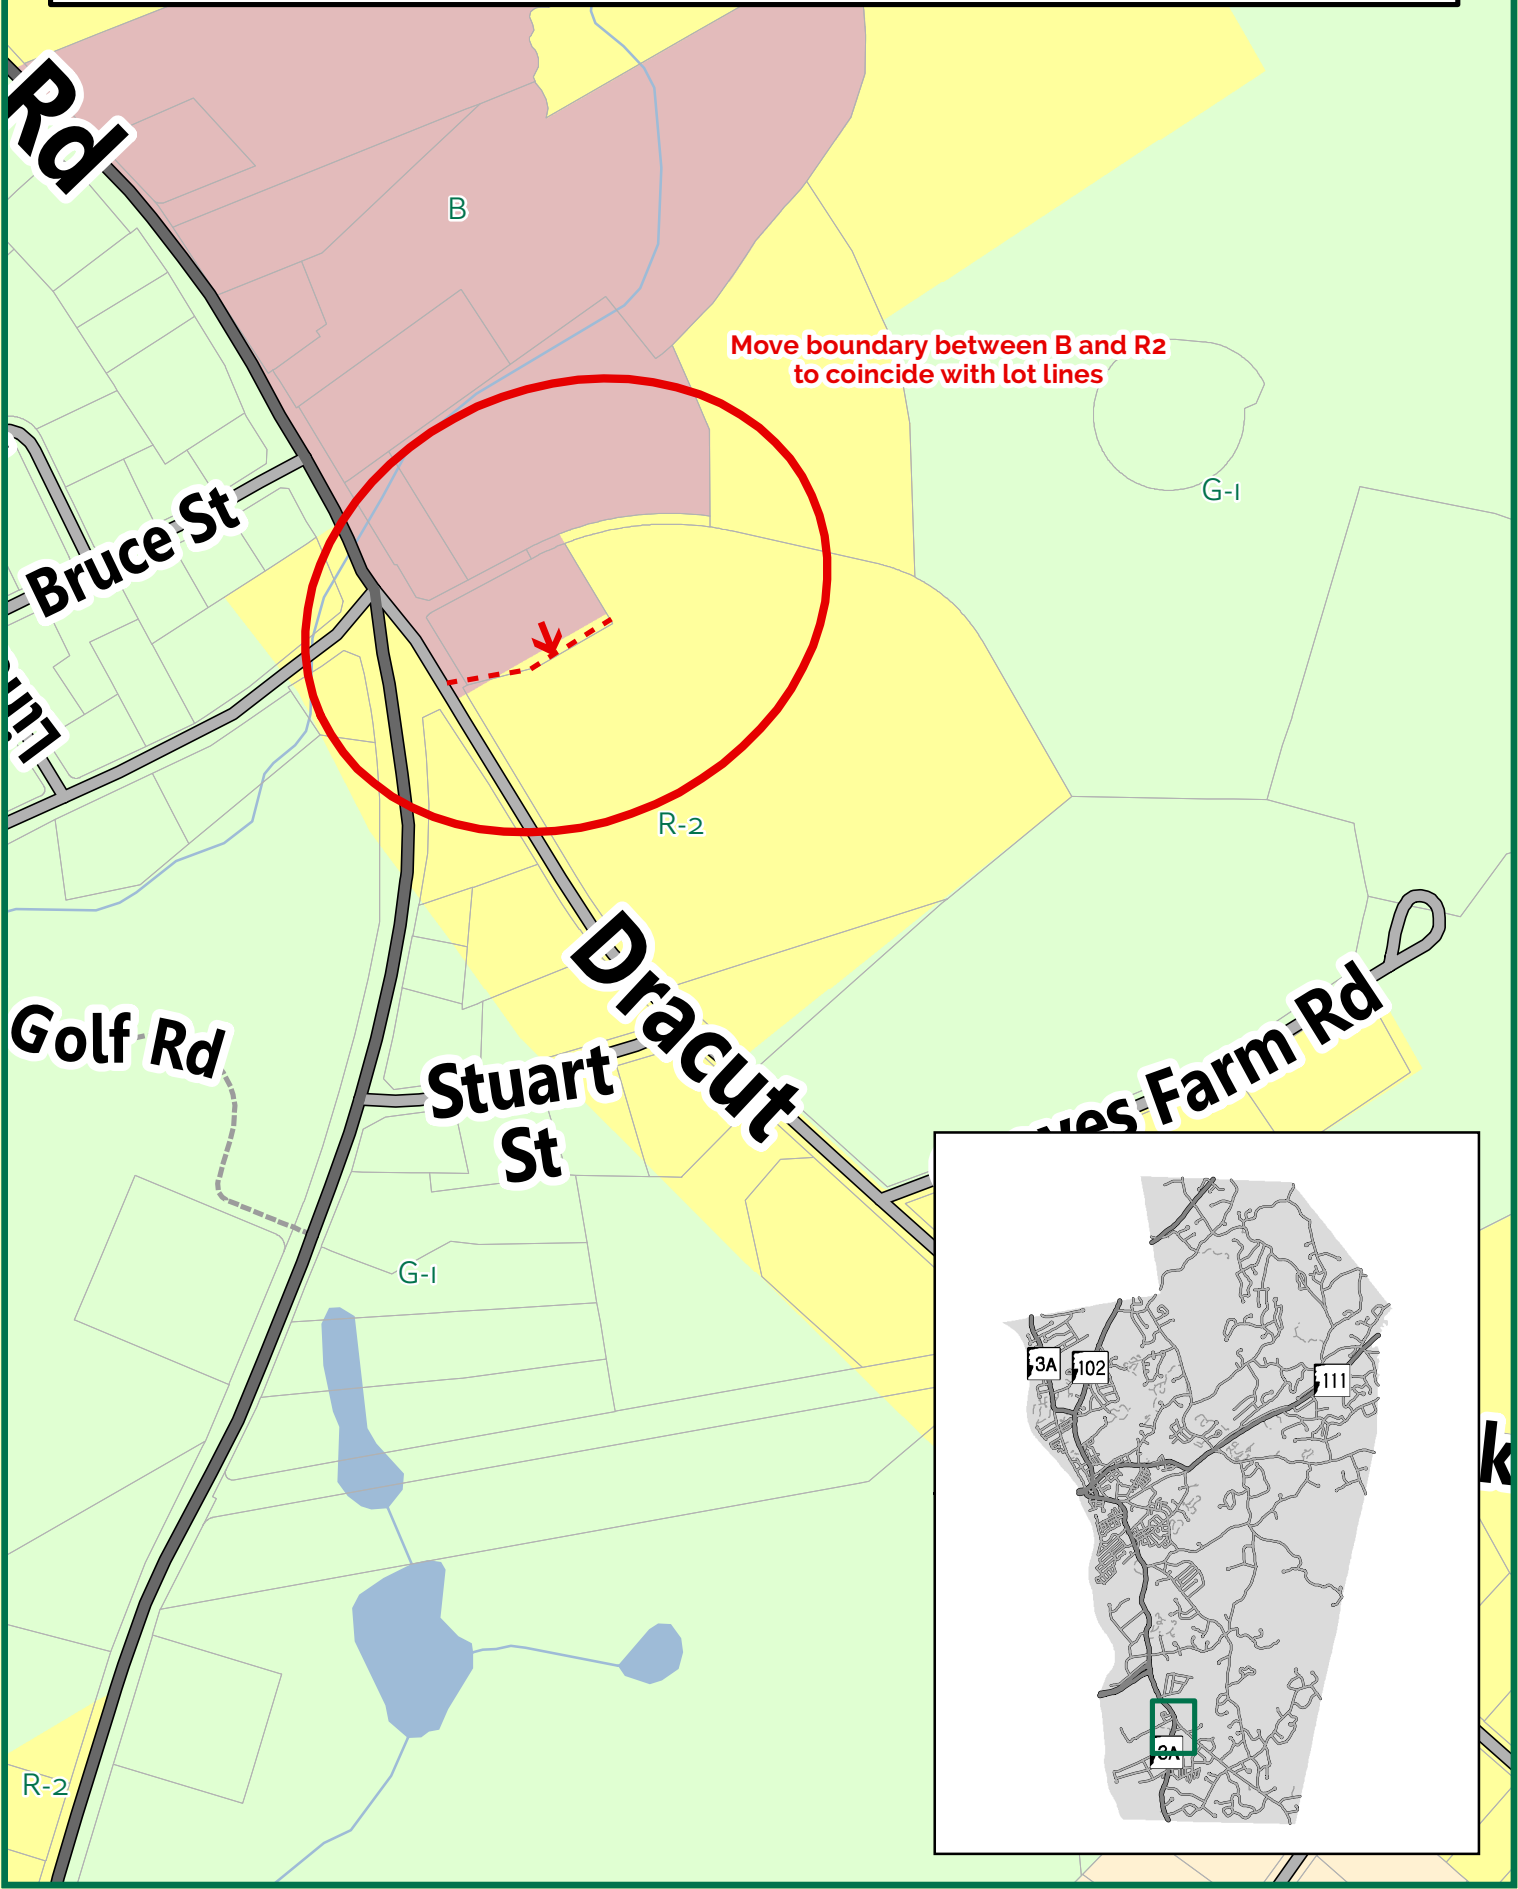 Rd
B
Move boundary between B and R2
to coincide with lot lines
G-1
Bruce St
R-2
Dracut
Golf Rd
Stuart
St
Farm Rd
G-1
3A
102
111
3A
R-2